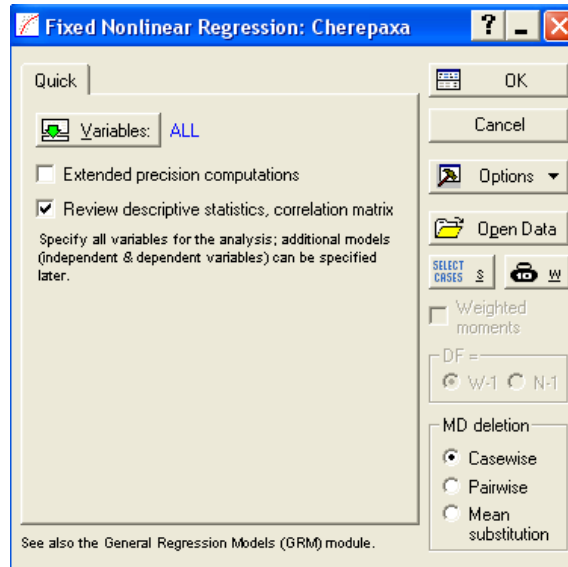 Fixed Nonlinear Regression: Cherepaxa
?
Quick
Variables: ALL
Extended precision computations
Review descriptive statistics, correlation matrix
Specify all variables for the analysis; additional models
(independent & dependent variables) can be specified
later.
See also the General Regression Models (GRM) module.
OK
Cancel
Options
Open Data
SELECT
CASES S
W
Weighted
moments
DF =
W-1 N-1
MD deletion
Casewise
Pairwise
Mean
substitution